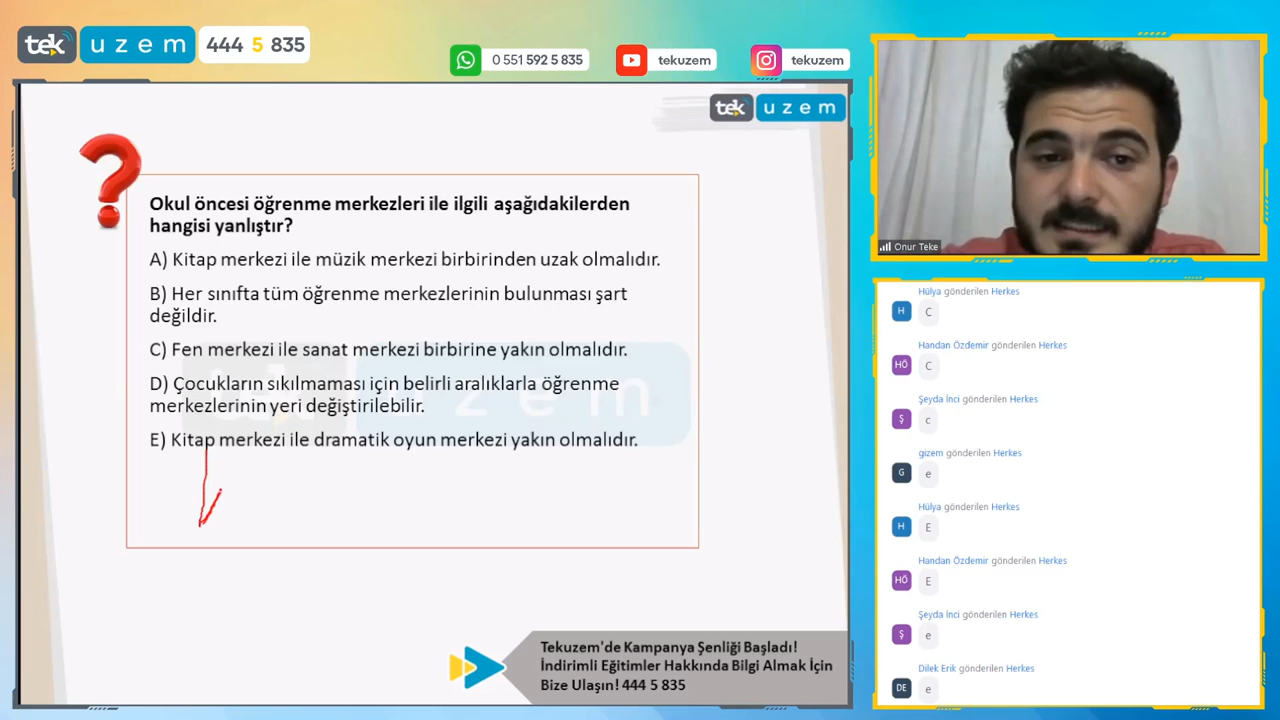 tek uzem 444 5 835
0 551 592 5 835
tekuzem
tekuzem
tek uzem
Okul öncesi öğrenme merkezleri ile ilgili aşağıdakilerden
hangisi yanlıştır?
A) Kitap merkezi ile müzik merkezi birbirinden uzak olmalıdır.
B) Her sınıfta tüm öğrenme merkezlerinin bulunması şart
değildir.
C) Fen merkezi ile sanat merkezi birbirine yakın olmalıdır.
D) Çocukların sıkılmaması için belirli aralıklarla öğrenme
merkezlerinin yeri değiştirilebilir.
E) Kitap merkezi ile dramatik oyun merkezi yakın olmalıdır.
uzem
Tekuzem'de Kampanya Şenliği Başladı!
İndirimli Eğitimler Hakkında Bilgi Almak İçin
Bize Ulaşın! 444 5 835
Onur Teke
Hülya gönderilen Herkes
H C
Handan Özdemir gönderilen Herkes
HÖ C
Şeyda İnci gönderilen Herkes
Ş c
gizem gönderilen Herkes
G e
Hülya gönderilen Herkes
H E
Handan Özdemir gönderilen Herkes
HÖ E
Şeyda İnci gönderilen Herkes
Ş e
Dilek Erik gönderilen Herkes
DE e